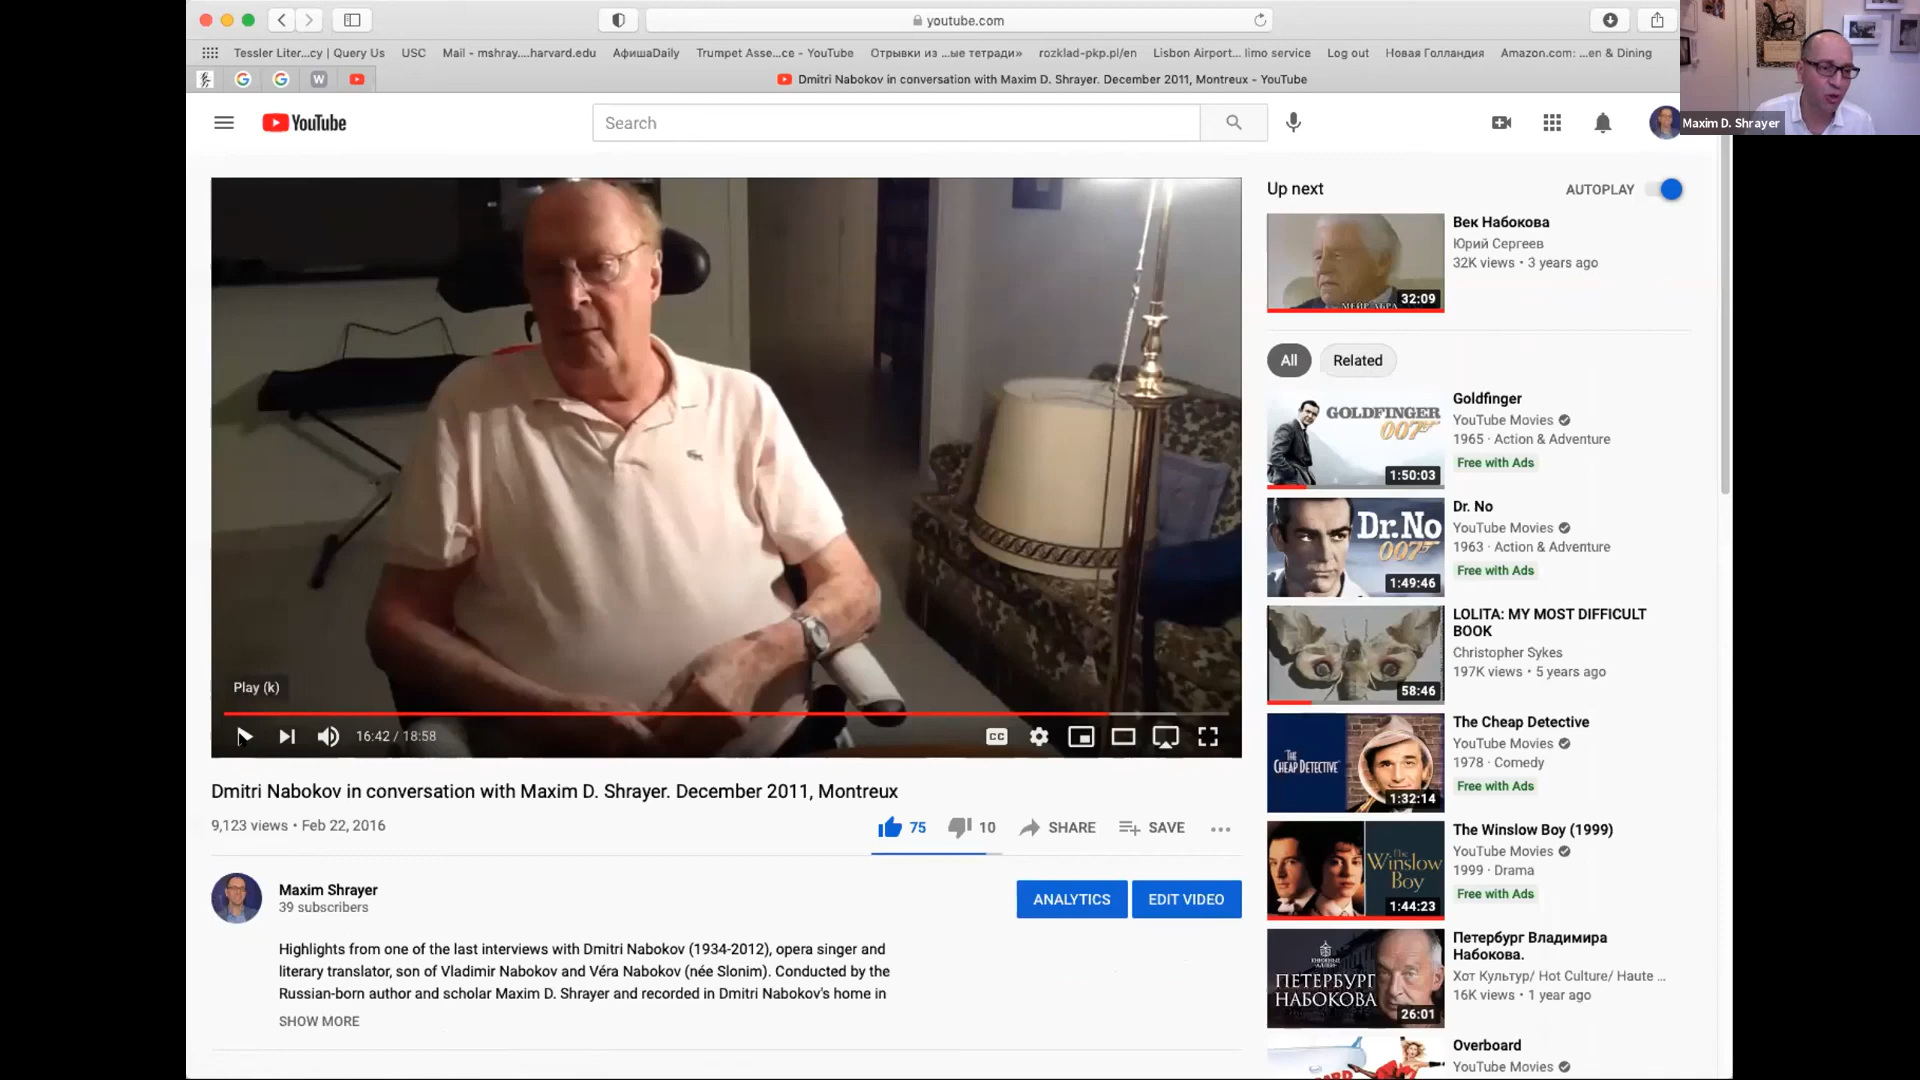 youtube.com
Tessler Liter...cy | Query Us
USC
Mail - mshray....harvard.edu
АфишаDaily
Trumpet Asse...ce - YouTube
Отрывки из ...ые тетради»
rozklad-pkp.pl/en
Lisbon Airport... limo service
Log out
Новая Голландия
Amazon.com: ...en & Dining
W
Dmitri Nabokov in conversation with Maxim D. Shrayer. December 2011, Montreux - YouTube
Maxim D. Shrayer
YouTube
Search
Play (k)
16:42 / 18:58
CC
Dmitri Nabokov in conversation with Maxim D. Shrayer. December 2011, Montreux
9,123 views • Feb 22, 2016
75
10
SHARE
SAVE
Maxim Shrayer
39 subscribers
ANALYTICS
EDIT VIDEO
Highlights from one of the last interviews with Dmitri Nabokov (1934-2012), opera singer and
literary translator, son of Vladimir Nabokov and Véra Nabokov (née Slonim). Conducted by the
Russian-born author and scholar Maxim D. Shrayer and recorded in Dmitri Nabokov's home in
SHOW MORE
Up next
AUTOPLAY
32:09
Век Набокова
Юрий Сергеев
32K views • 3 years ago
All
Related
GOLDFINGER
007
1:50:03
Goldfinger
YouTube Movies
1965 · Action & Adventure
Free with Ads
Dr. No
007
1:49:46
Dr. No
YouTube Movies
1963 · Action & Adventure
Free with Ads
58:46
LOLITA: MY MOST DIFFICULT
BOOK
Christopher Sykes
197K views • 5 years ago
THE
CHEAP DETECTIVE
1:32:14
The Cheap Detective
YouTube Movies
1978 · Comedy
Free with Ads
The
Winslow
Boy
1:44:23
The Winslow Boy (1999)
YouTube Movies
1999 · Drama
Free with Ads
ПЕТЕРБУРГ
НАБОКОВА
26:01
Петербург Владимира
Набокова.
Хот Культур/ Hot Culture/ Haute ...
16K views • 1 year ago
Overboard
YouTube Movies